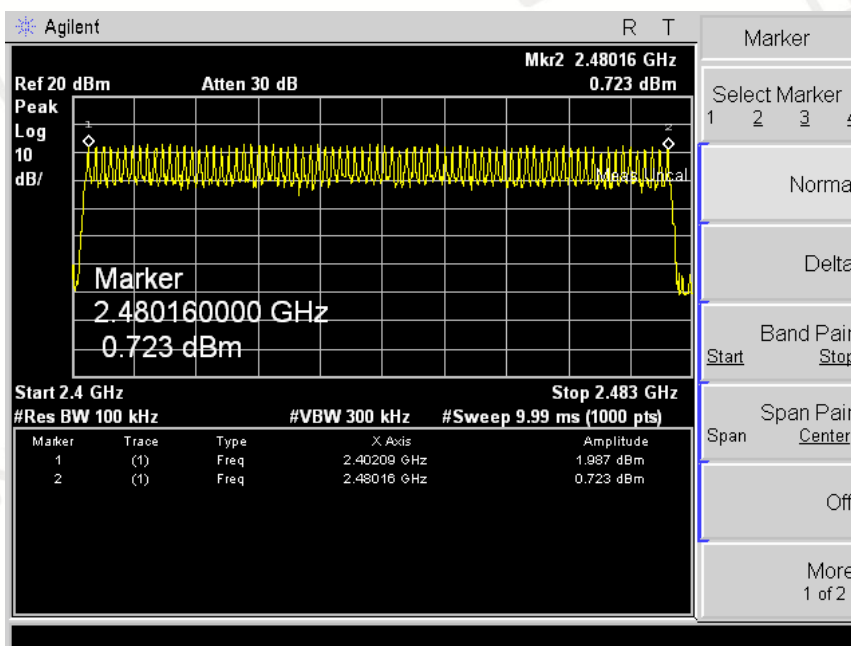 Agilent R T
Mkr2 2.48016 GHz
Ref 20 dBm Atten 30 dB 0.723 dBm
Peak
Log
10
dB/
1
2
Marker
2.480160000 GHz
0.723 dBm
Start 2.4 GHz Stop 2.483 GHz
#Res BW 100 kHz #VBW 300 kHz #Sweep 9.99 ms (1000 pts)
Marker Trace Type X Axis Amplitude
1 (1) Freq 2.40209 GHz 1.987 dBm
2 (1) Freq 2.48016 GHz 0.723 dBm
Marker
Select Marker
1 2 3 4
Norma
Delta
Band Pair
Start Stop
Span Pair
Span Center
Off
More
1 of 2